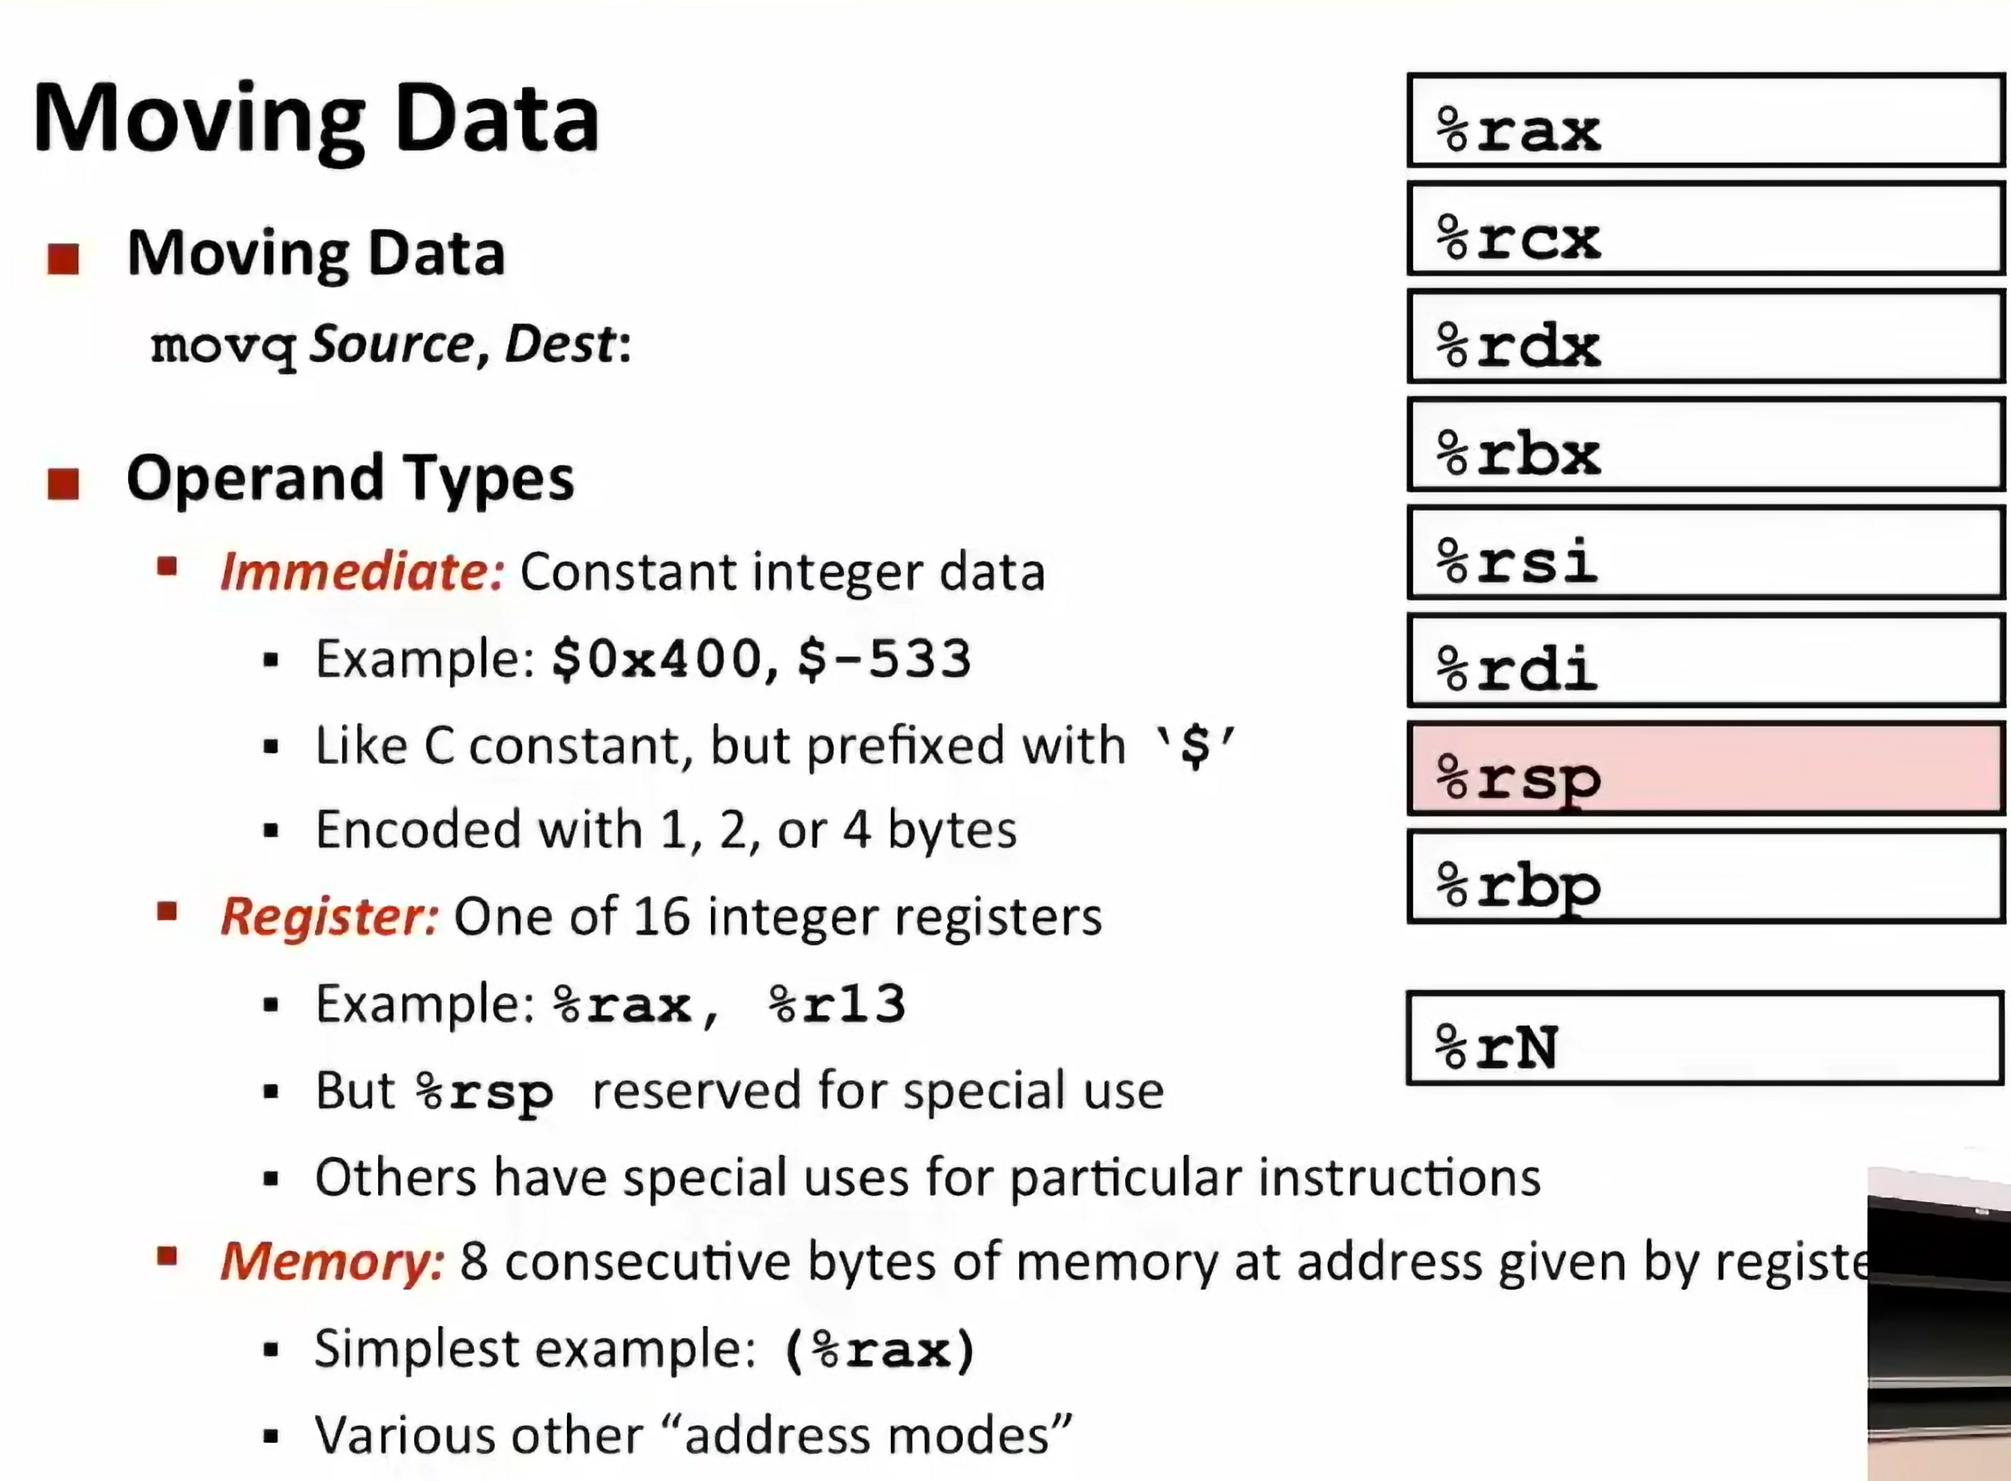 Moving Data
Moving Data
movq Source, Dest:
Operand Types
Immediate: Constant integer data
Example: $0x400, $-533
Like C constant, but prefixed with ‘$’
Encoded with 1, 2, or 4 bytes
Register: One of 16 integer registers
Example: %rax, %r13
But %rsp reserved for special use
Others have special uses for particular instructions
Memory: 8 consecutive bytes of memory at address given by
Simplest example: (%rax)
Various other “address modes”
%rax
%rcx
%rdx
%rbx
%rsi
%rdi
%rsp
%rbp
%rN